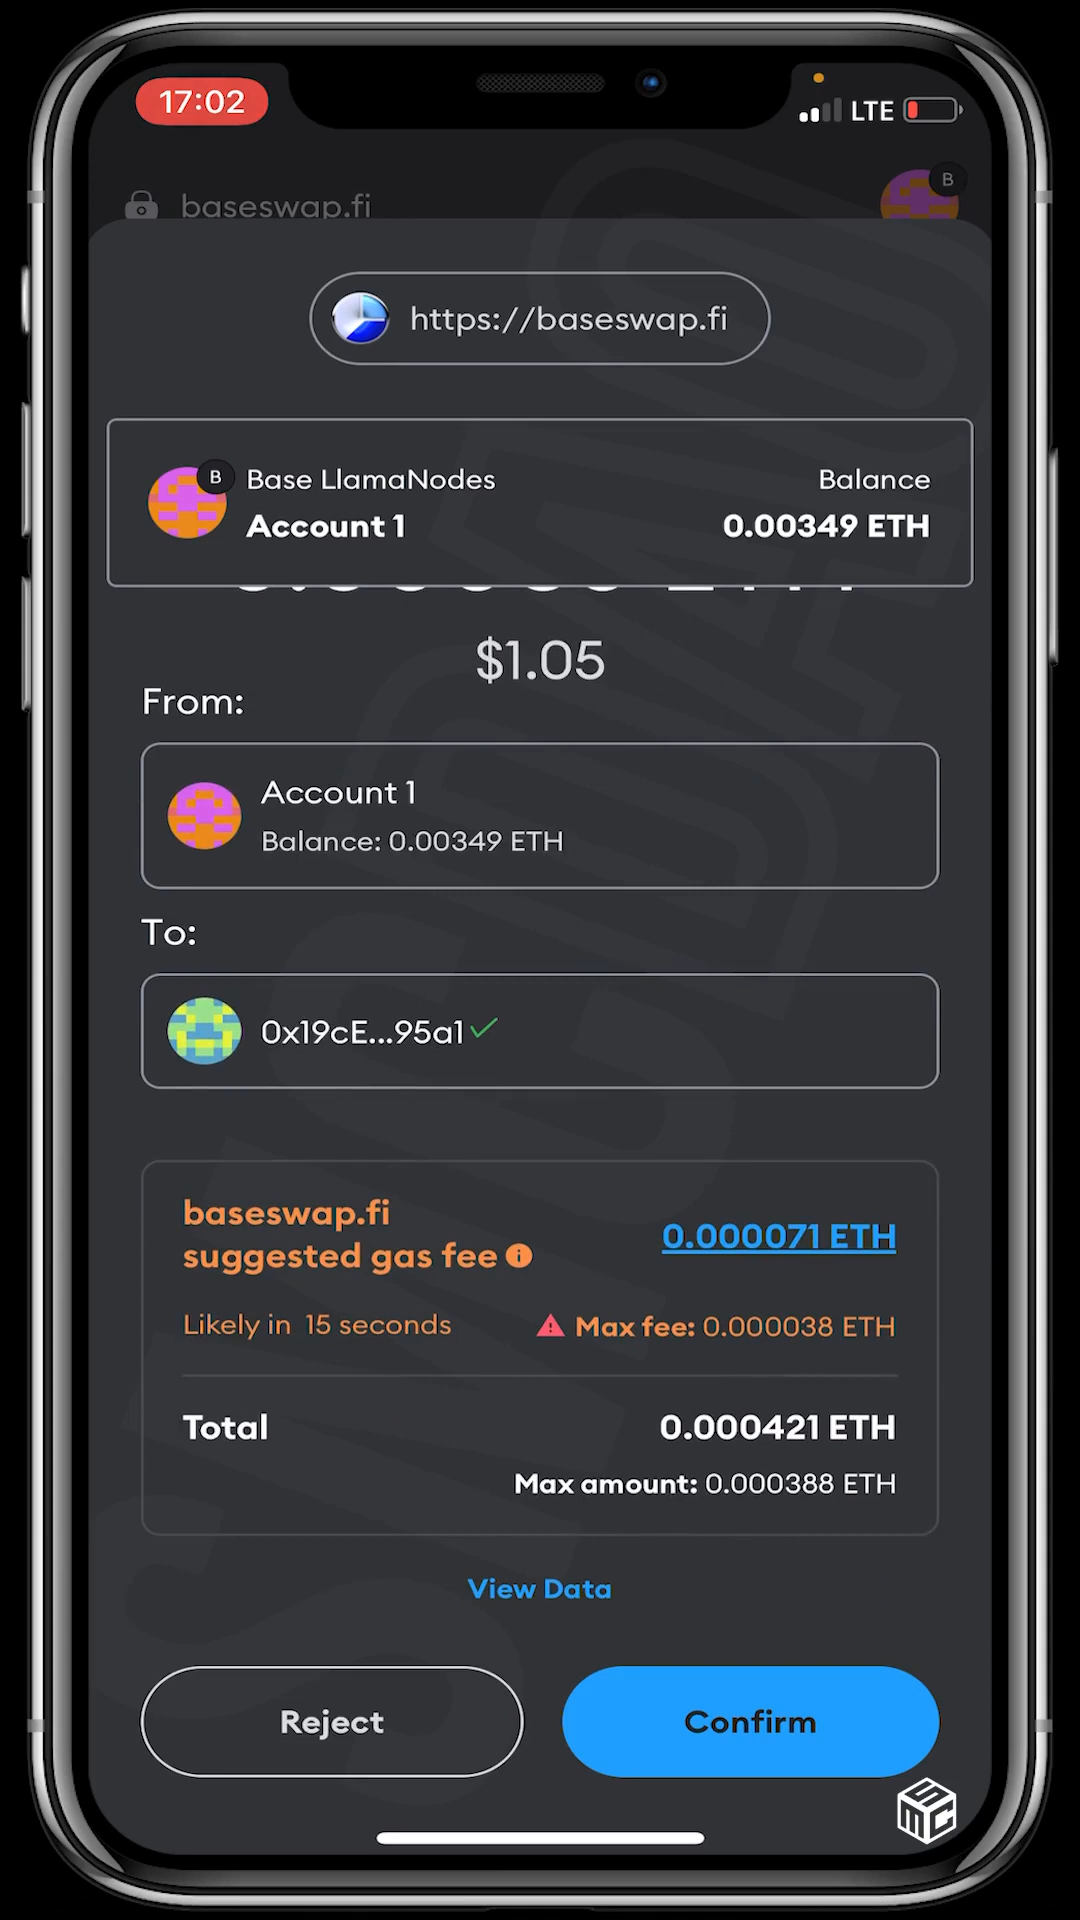 17:02
LTE
baseswap.fi
B
https://baseswap.fi
B
Base LlamaNodes
Balance
Account 1
0.00349 ETH
$1.05
From:
Account 1
Balance: 0.00349 ETH
To:
0x19cE...95a1
baseswap.fi
suggested gas fee
0.000071 ETH
Likely in 15 seconds
Max fee: 0.000038 ETH
Total
0.000421 ETH
Max amount: 0.000388 ETH
View Data
Reject
Confirm